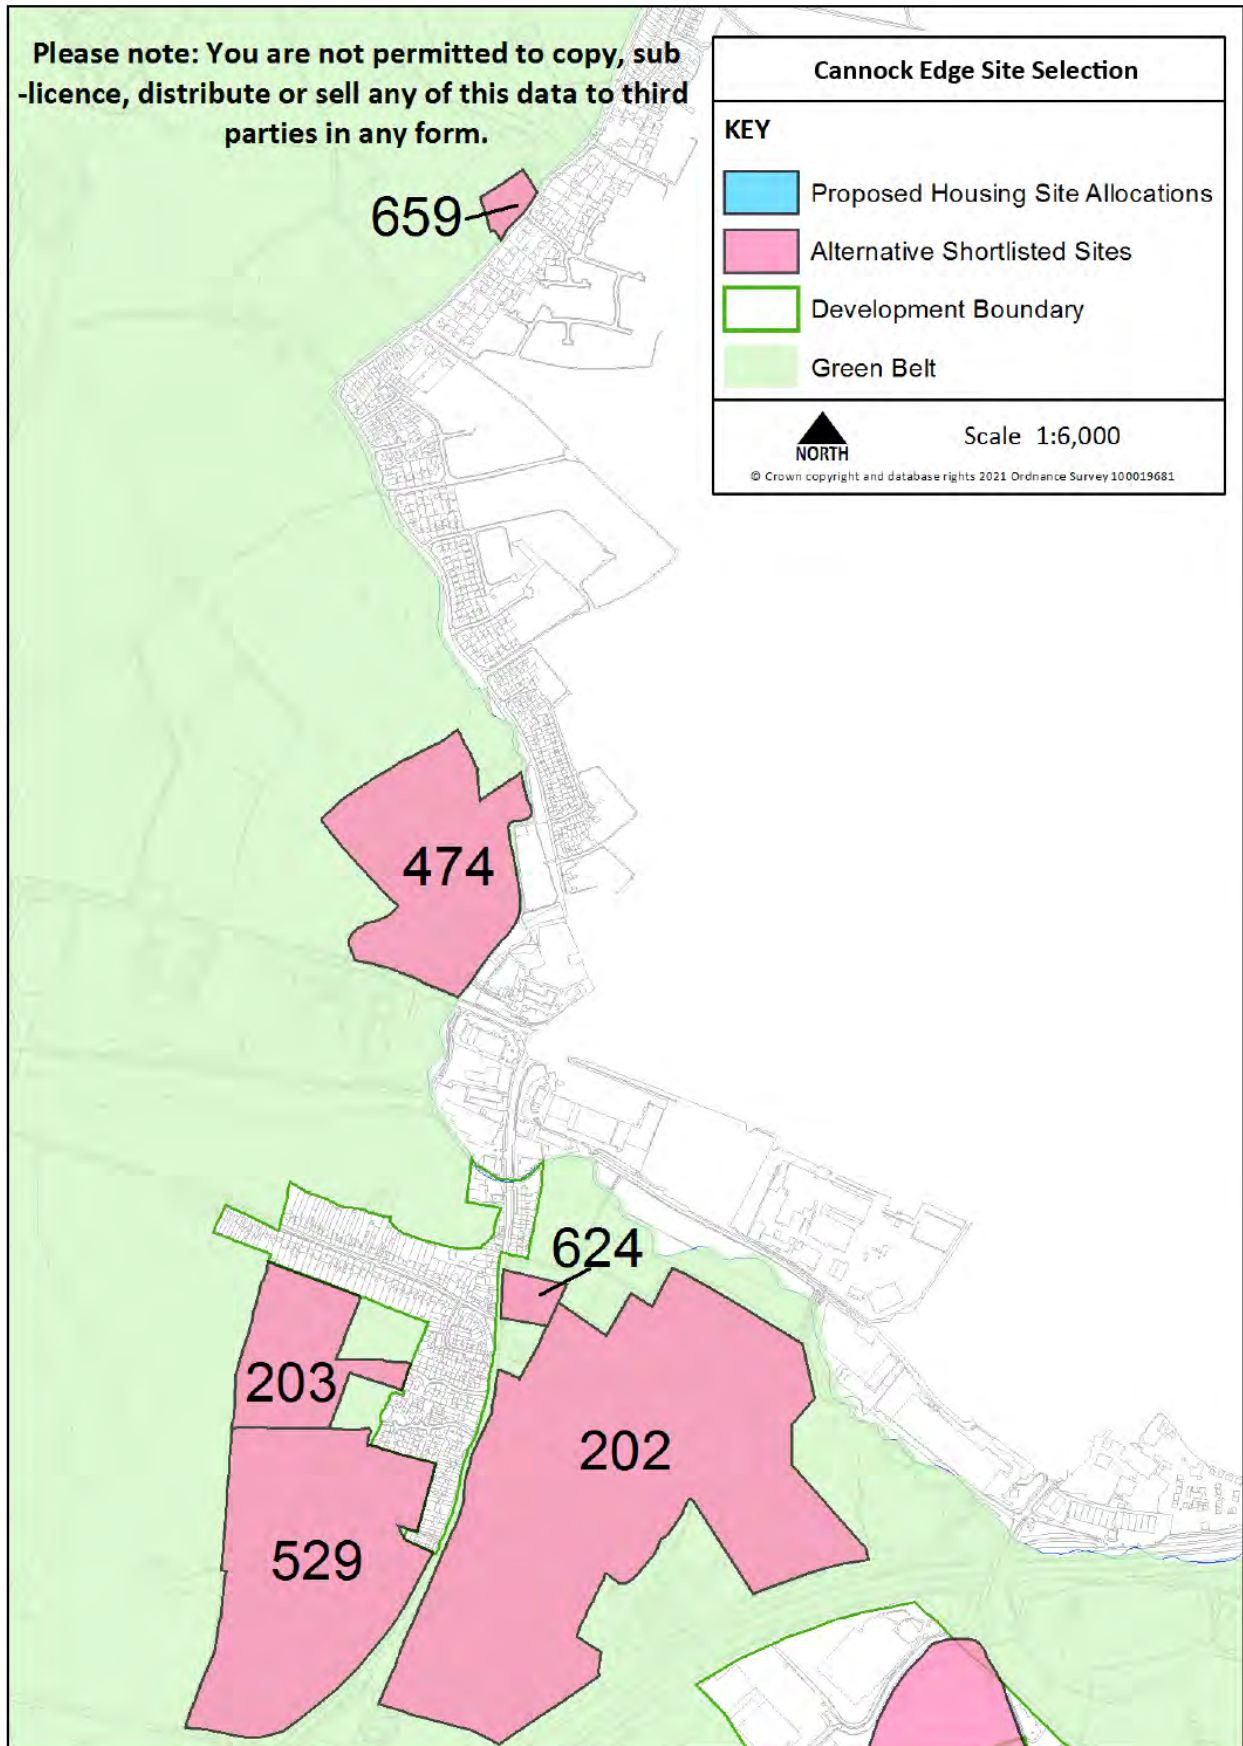 Please note: You are not permitted to copy, sub
-licence, distribute or sell any of this data to third
parties in any form.
Cannock Edge Site Selection
KEY
Proposed Housing Site Allocations
Alternative Shortlisted Sites
Development Boundary
Green Belt
NORTH
Scale 1:6,000
© Crown copyright and database rights 2021 Ordnance Survey 100019681
659
474
624
203
202
529